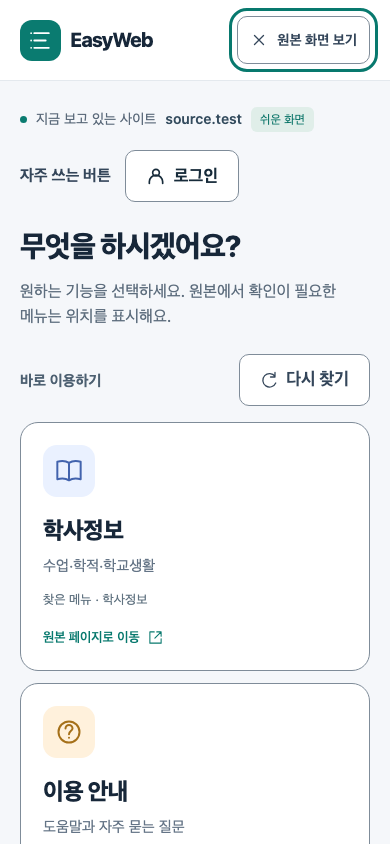 EasyWeb
원본 화면 보기
지금 보고 있는 사이트 source.test 쉬운 화면
자주 쓰는 버튼 로그인
무엇을 하시겠어요?
원하는 기능을 선택하세요. 원본에서 확인이 필요한
메뉴는 위치를 표시해요.
바로 이용하기 다시 찾기
학사정보
수업·학적·학교생활
찾은 메뉴 · 학사정보
원본 페이지로 이동
이용 안내
도움말과 자주 묻는 질문